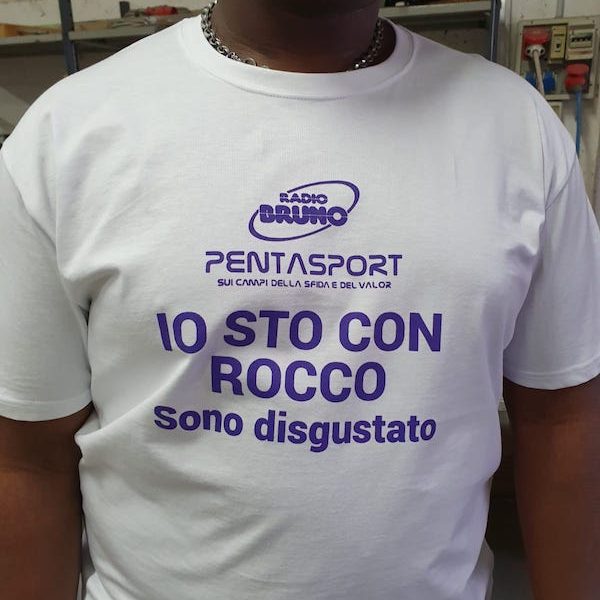 RADIO
BRUNO
PENTASPORT
SUI CAMPI DELLA SFIDA E DEL VALOR
IO STO CON
ROCCO
sono disgustato